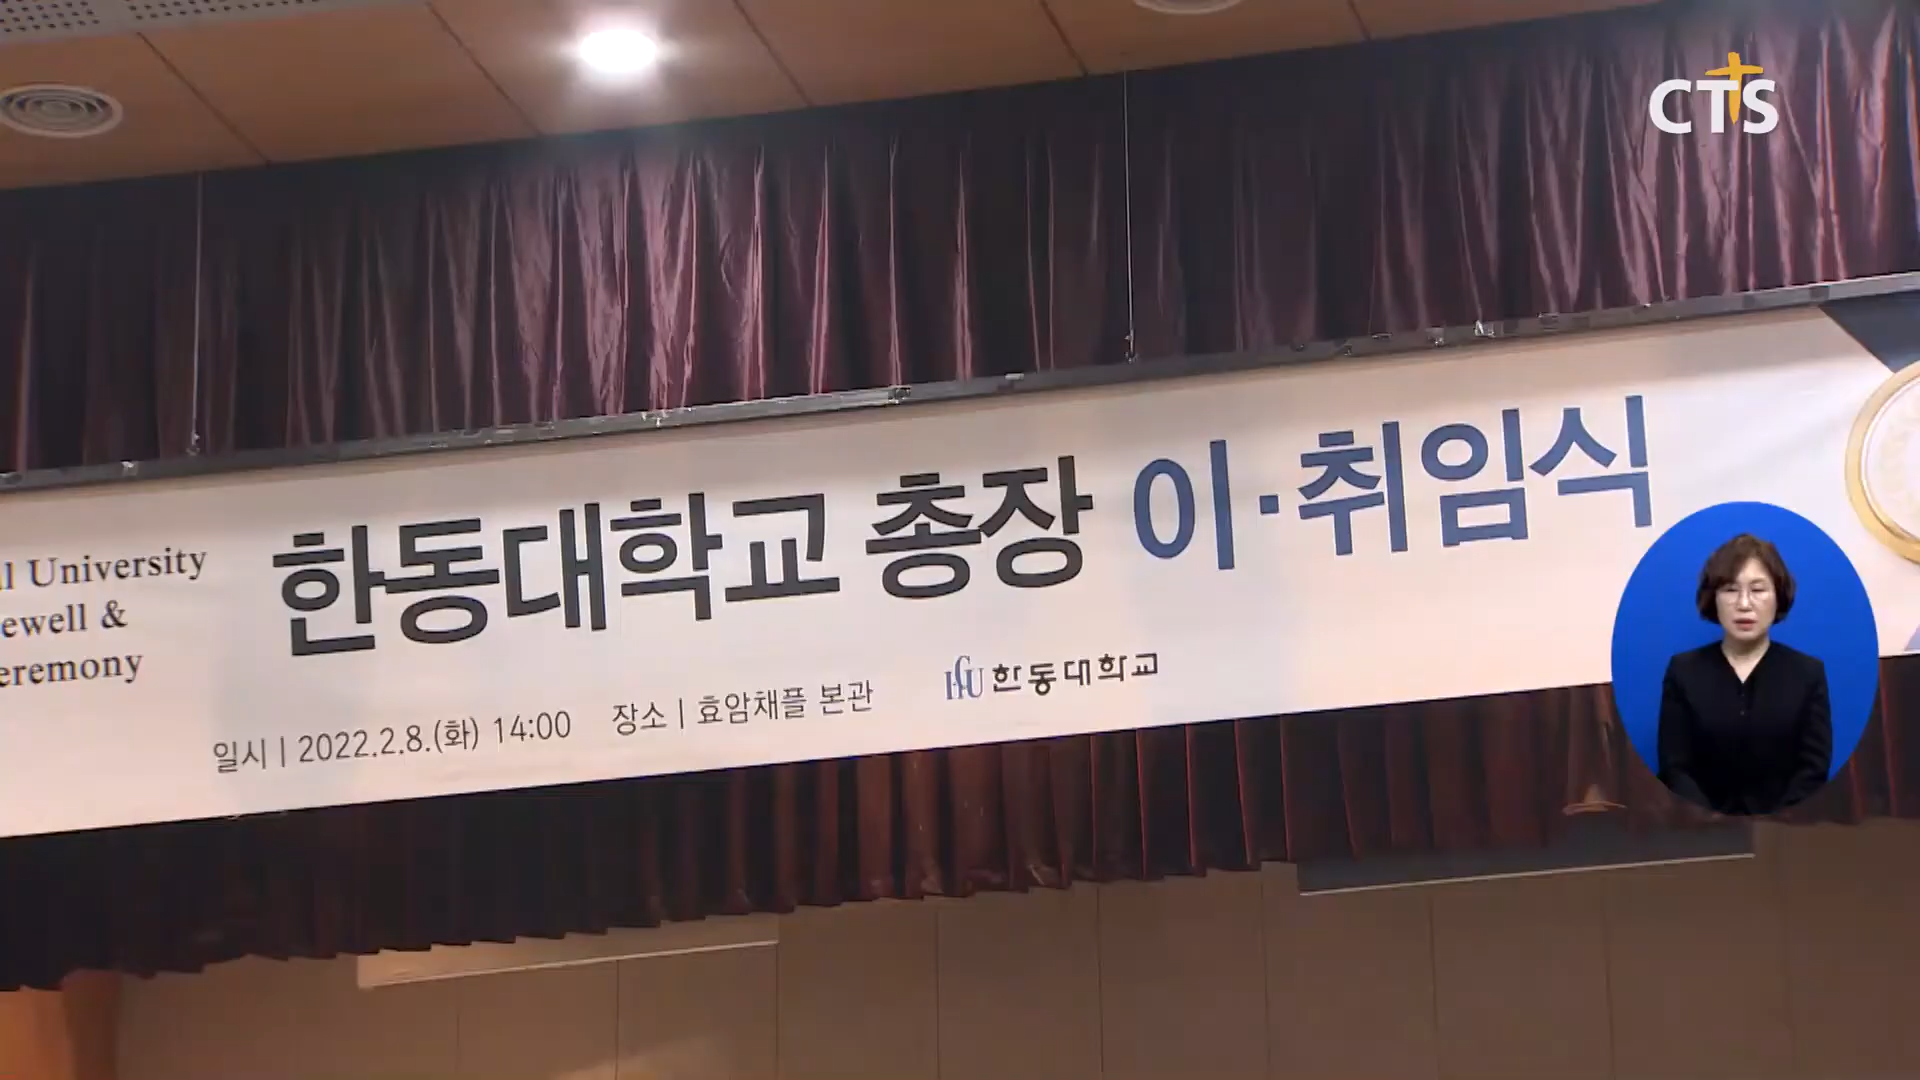 CTS
l University
ewell &
eremony
한동대학교 총장 이·취임식
일시 | 2022.2.8.(화) 14:00 장소 | 효암채플 본관
HGU 한동대학교